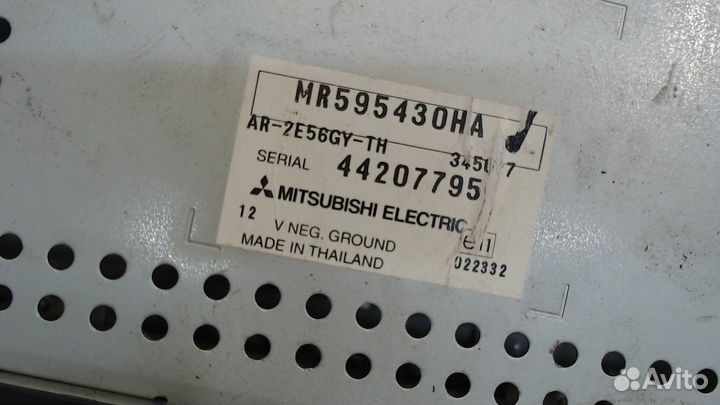 MR595430HA
AR-2E56GY-TH
SERIAL 44207795
MITSUBISHI ELECTRIC
12 V NEG. GROUND
MADE IN THAILAND
022332
Avito